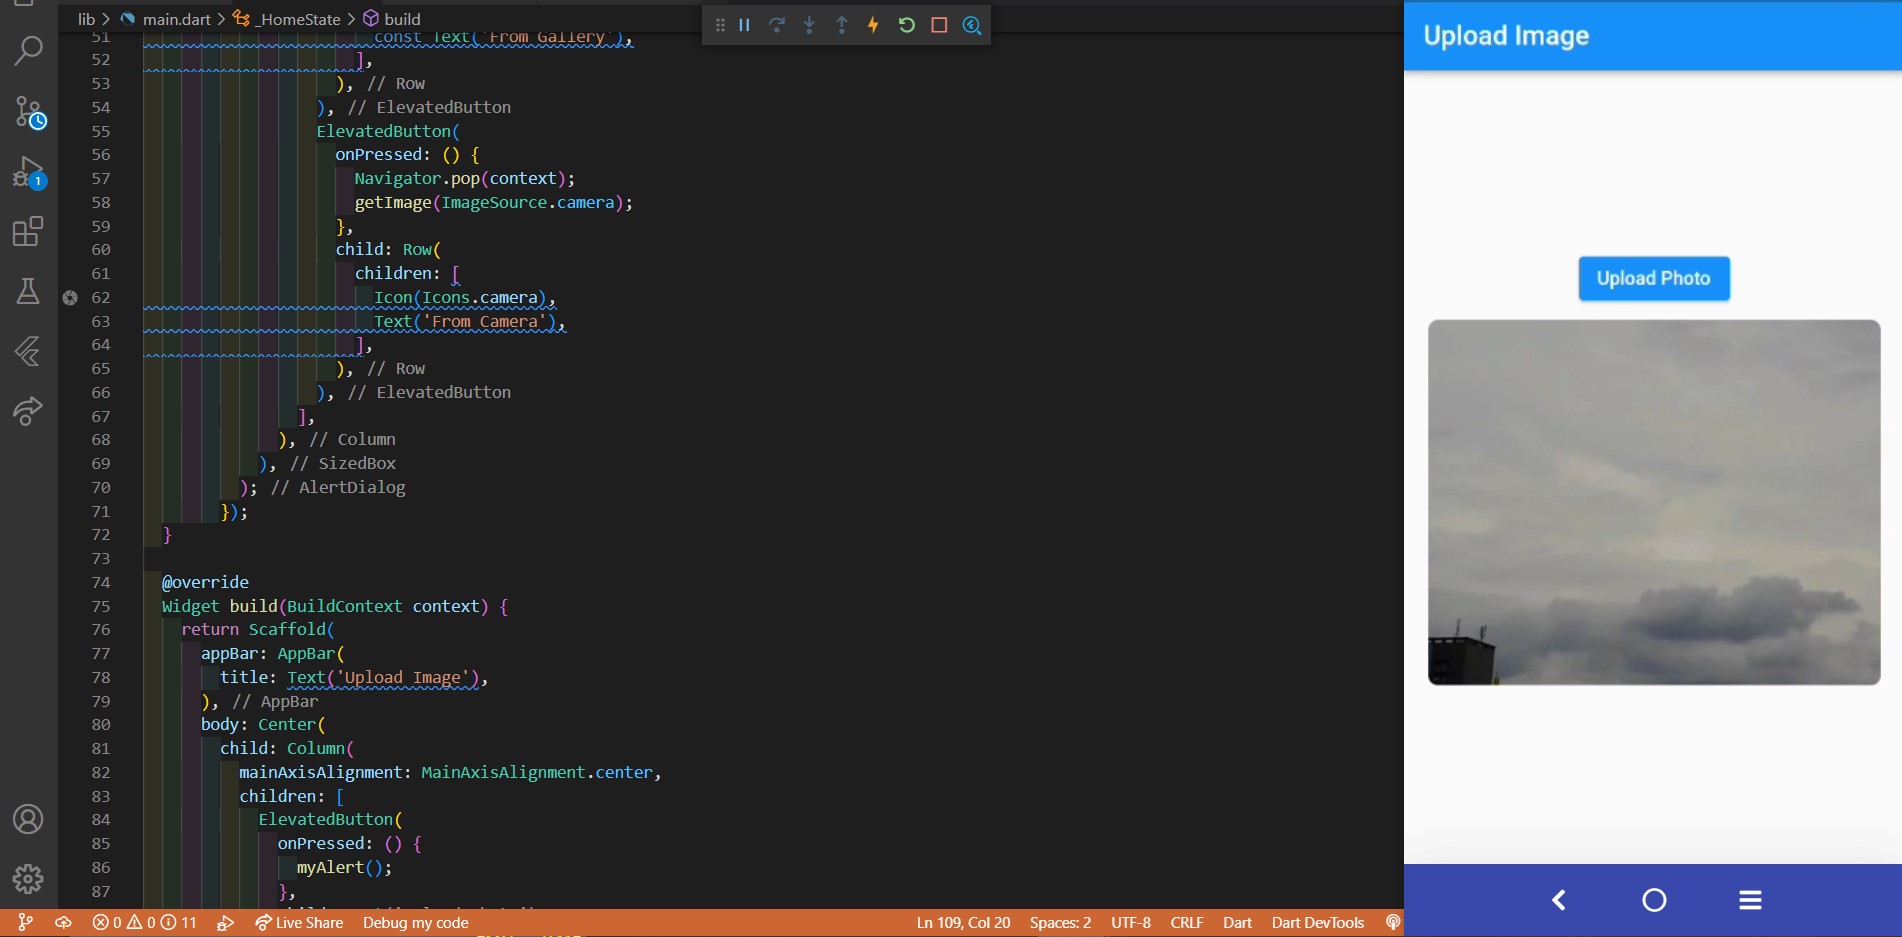 lib > main.dart > _HomeState > build
51 const Text('From Gallery'),
52 ],
53 ), // Row
54 ), // ElevatedButton
55 ElevatedButton(
56 onPressed: () {
57 Navigator.pop(context);
58 getImage(ImageSource.camera);
59 },
60 child: Row(
61 children: [
62 Icon(Icons.camera),
63 Text('From Camera'),
64 ],
65 ), // Row
66 ), // ElevatedButton
67 ],
68 ), // Column
69 ), // SizedBox
70 ); // AlertDialog
71 });
72 }
73
74 @override
75 Widget build(BuildContext context) {
76 return Scaffold(
77 appBar: AppBar(
78 title: Text('Upload Image'),
79 ), // AppBar
80 body: Center(
81 child: Column(
82 mainAxisAlignment: MainAxisAlignment.center,
83 children: [
84 ElevatedButton(
85 onPressed: () {
86 myAlert();
87 },
1
0 0 11 Live Share Debug my code Ln 109, Col 20 Spaces: 2 UTF-8 CRLF Dart Dart DevTools
Upload Image
Upload Photo